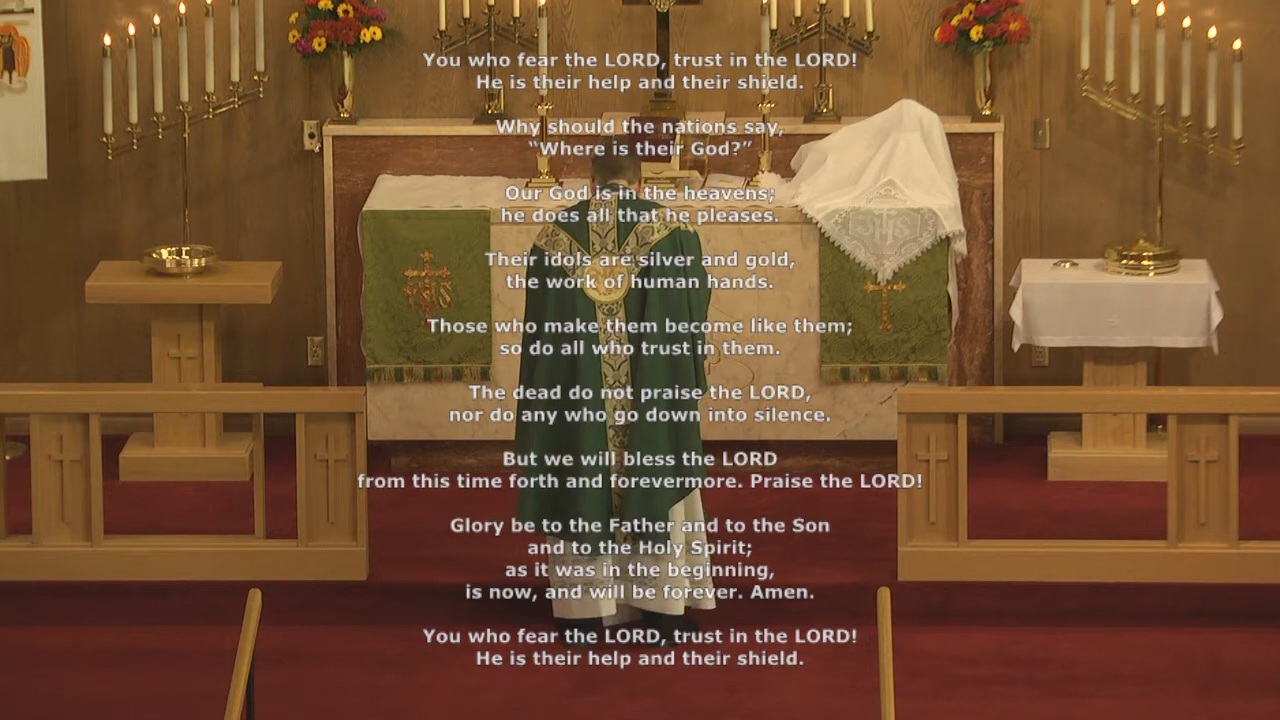 You who fear the LORD, trust in the LORD!
He is their help and their shield.
Why should the nations say,
“Where is their God?”
Our God is in the heavens;
he does all that he pleases.
Their idols are silver and gold,
the work of human hands.
Those who make them become like them;
so do all who trust in them.
The dead do not praise the LORD,
nor do any who go down into silence.
But we will bless the LORD
from this time forth and forevermore. Praise the LORD!
Glory be to the Father and to the Son
and to the Holy Spirit;
as it was in the beginning,
is now, and will be forever. Amen.
You who fear the LORD, trust in the LORD!
He is their help and their shield.
IHS